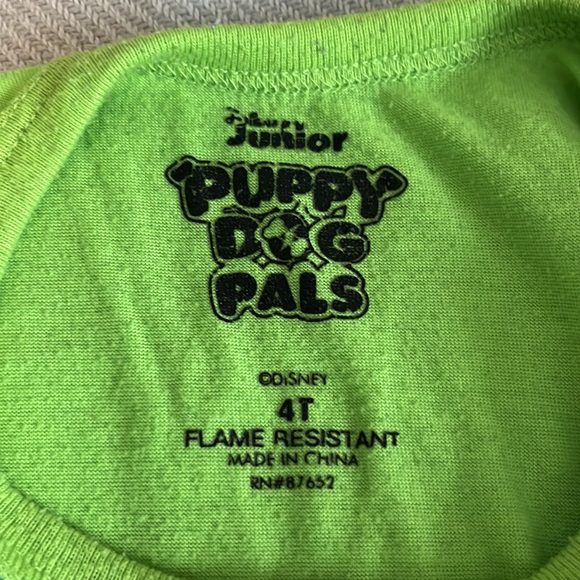 Disney
Junior
PUPPY
DOG
PALS
©DISNEY
4T
FLAME RESISTANT
MADE IN CHINA
RN#87652